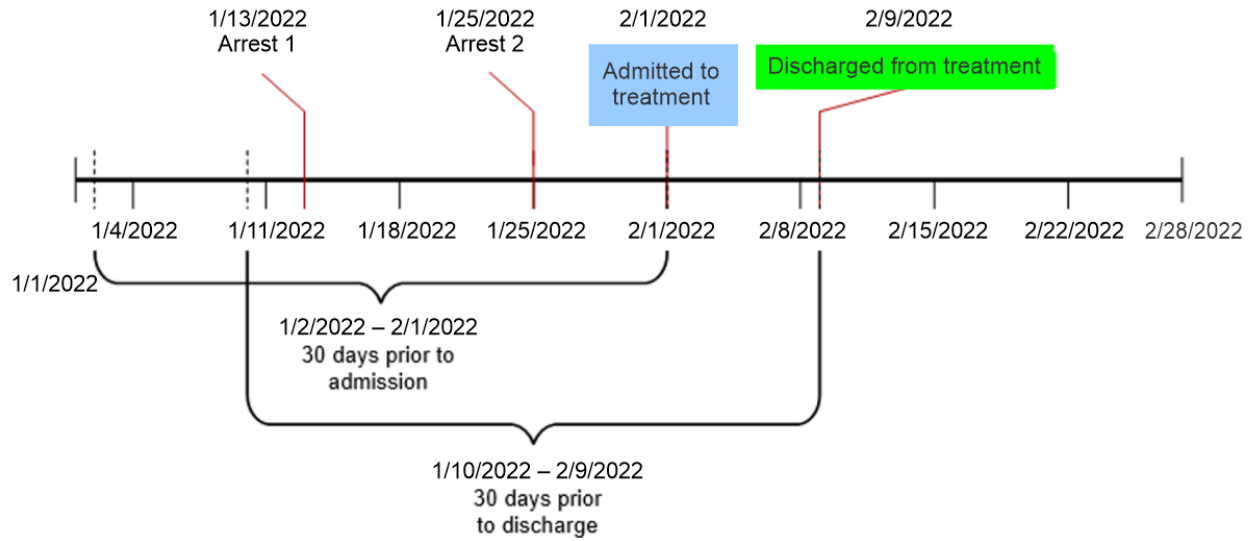 1/13/2022
Arrest 1
1/25/2022
Arrest 2
2/1/2022
Admitted to
treatment
2/9/2022
Discharged from treatment
1/4/2022
1/11/2022
1/18/2022
1/25/2022
2/1/2022
2/8/2022
2/15/2022
2/22/2022
2/28/2022
1/1/2022
1/2/2022 – 2/1/2022
30 days prior to
admission
1/10/2022 – 2/9/2022
30 days prior
to discharge